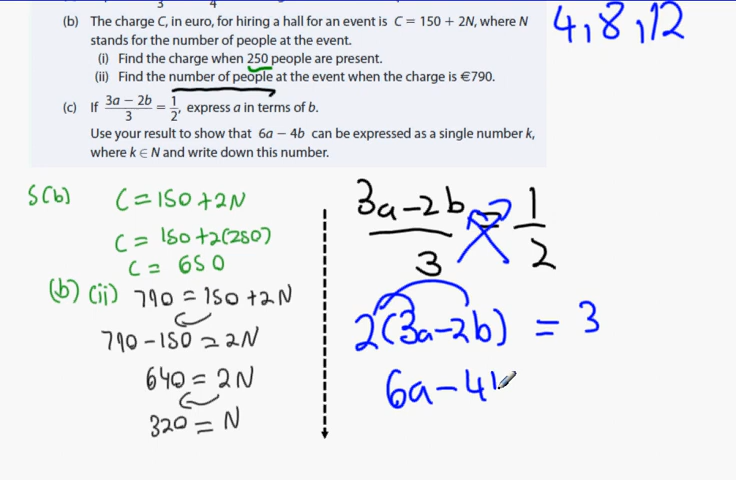 3 4
(b) The charge C, in euro, for hiring a hall for an event is C = 150 + 2N, where N
stands for the number of people at the event.
(i) Find the charge when 250 people are present.
(ii) Find the number of people at the event when the charge is €790.
(c) If (3a − 2b)/3 = 1/2, express a in terms of b.
Use your result to show that 6a − 4b can be expressed as a single number k,
where k ∈ N and write down this number.
4,8,12
5(b) C = 150 + 2N
C = 150 + 2(250)
C = 650
(b) (ii) 790 = 150 + 2N
790 - 150 = 2N
640 = 2N
320 = N
3a-2b/3 = 1/2
2(3a-2b) = 3
6a-4